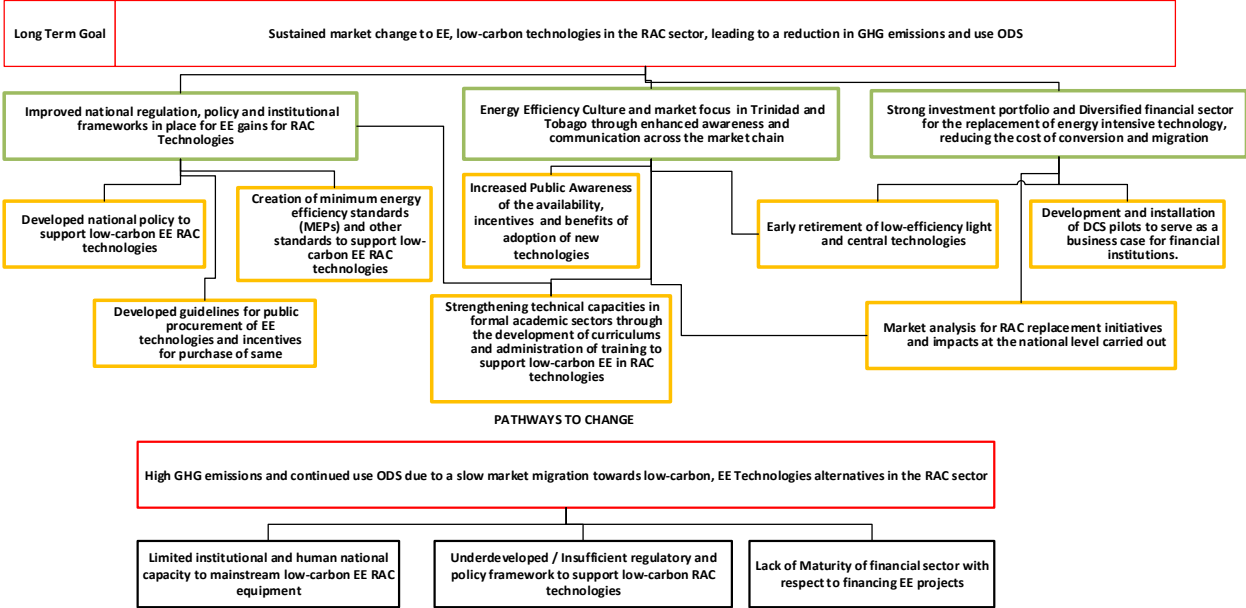 Long Term Goal
Sustained market change to EE, low-carbon technologies in the RAC sector, leading to a reduction in GHG emissions and use ODS
Improved national regulation, policy and institutional
frameworks in place for EE gains for RAC
Technologies
Energy Efficiency Culture and market focus in Trinidad and
Tobago through enhanced awareness and
communication across the market chain
Strong investment portfolio and Diversified financial sector
for the replacement of energy intensive technology,
reducing the cost of conversion and migration
Developed national policy to
support low-carbon EE RAC
technologies
Creation of minimum energy
efficiency standards
(MEPs) and other
standards to support low-
carbon EE RAC
technologies
Increased Public Awareness
of the availability,
incentives and benefits of
adoption of new
technologies
Early retirement of low-efficiency light
and central technologies
Development and installation
of DCS pilots to serve as a
business case for financial
institutions.
Developed guidelines for public
procurement of EE
technologies and incentives
for purchase of same
Strengthening technical capacities in
formal academic sectors through
the development of curriculums
and administration of training to
support low-carbon EE in RAC
technologies
Market analysis for RAC replacement initiatives
and impacts at the national level carried out
PATHWAYS TO CHANGE
High GHG emissions and continued use ODS due to a slow market migration towards low-carbon, EE Technologies alternatives in the RAC sector
Limited institutional and human national
capacity to mainstream low-carbon EE RAC
equipment
Underdeveloped / Insufficient regulatory and
policy framework to support low-carbon RAC
technologies
Lack of Maturity of financial sector with
respect to financing EE projects